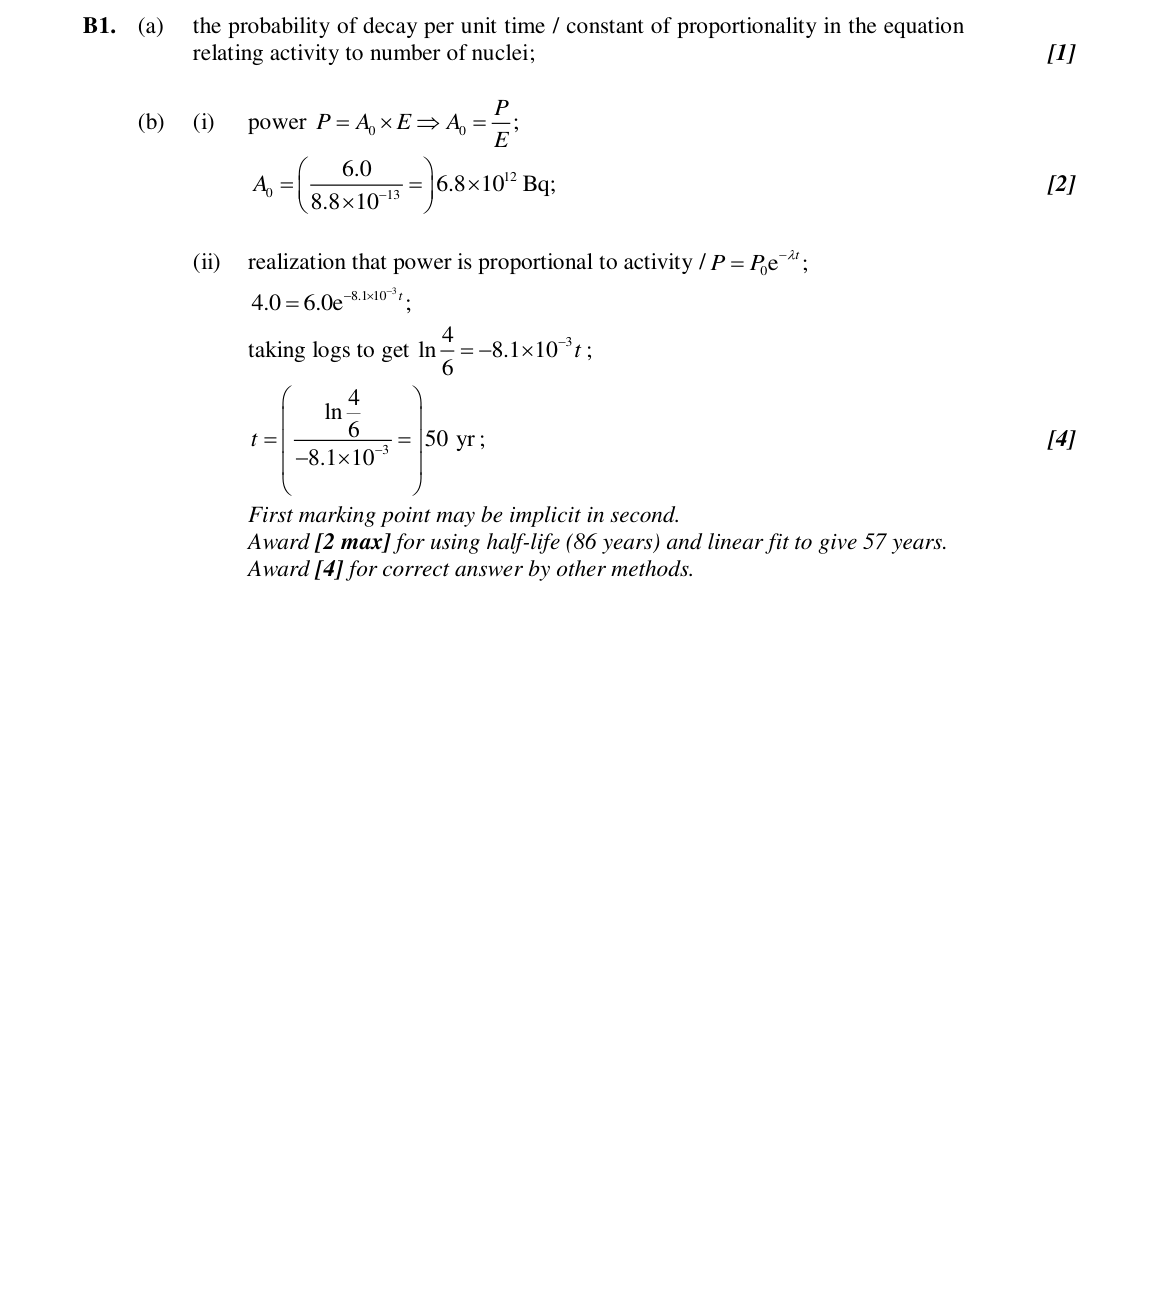 B1. (a) the probability of decay per unit time / constant of proportionality in the equation
relating activity to number of nuclei; [1]
(b) (i) power P = A₀ × E ⇒ A₀ = P/E;
A₀ = (6.0/(8.8×10⁻¹³) =) 6.8×10¹² Bq; [2]
(ii) realization that power is proportional to activity / P = P₀e^(−λt);
4.0 = 6.0e^(−8.1×10⁻³ t);
taking logs to get ln 4/6 = −8.1×10⁻³ t;
t = ((ln 4/6)/(−8.1×10⁻³) =) 50 yr; [4]
First marking point may be implicit in second.
Award [2 max] for using half-life (86 years) and linear fit to give 57 years.
Award [4] for correct answer by other methods.